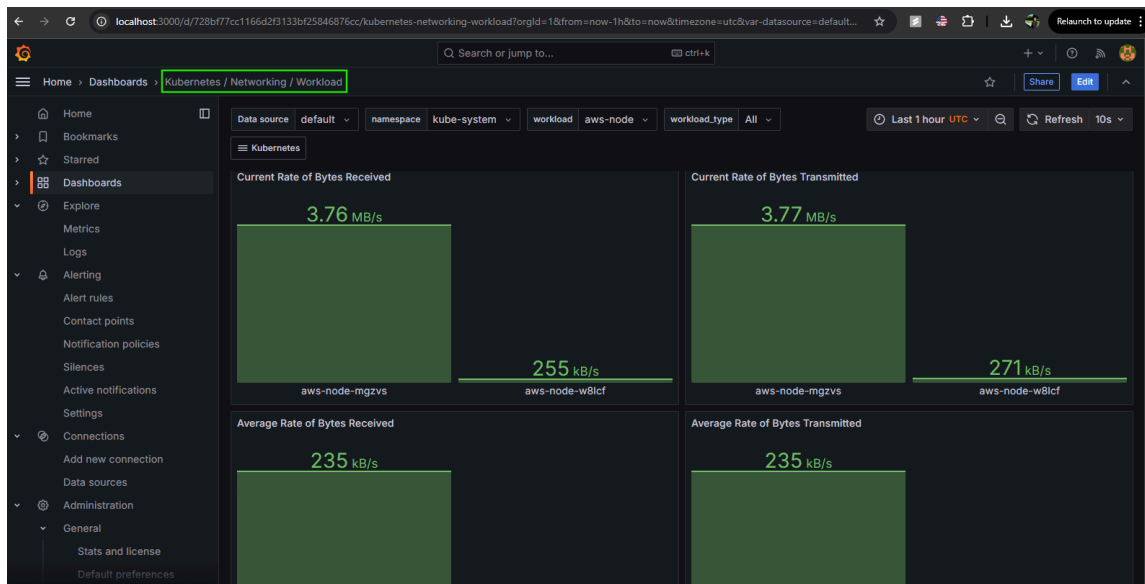 localhost:3000/d/728bf77cc1166d2f3133bf25846876cc/kubernetes-networking-workload?orgId=1&from=now-1h&to=now&timezone=utc&var-datasource=default...
Relaunch to update
Search or jump to...
ctrl+k
Home › Dashboards › Kubernetes / Networking / Workload
Share
Edit
Home
Bookmarks
Starred
Dashboards
Explore
Metrics
Logs
Alerting
Alert rules
Contact points
Notification policies
Silences
Active notifications
Settings
Connections
Add new connection
Data sources
Administration
General
Stats and license
Default preferences
Data source default namespace kube-system workload aws-node workload_type All
Last 1 hour UTC
Refresh 10s
Kubernetes
Current Rate of Bytes Received
3.76 MB/s
255 kB/s
aws-node-mgzvs aws-node-w8lcf
Current Rate of Bytes Transmitted
3.77 MB/s
271 kB/s
aws-node-mgzvs aws-node-w8lcf
Average Rate of Bytes Received
235 kB/s
Average Rate of Bytes Transmitted
235 kB/s